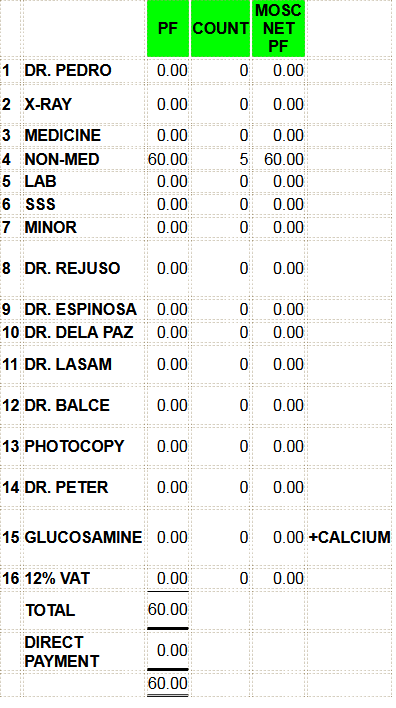 PF COUNT MOSC NET PF
1 DR. PEDRO 0.00 0 0.00
2 X-RAY 0.00 0 0.00
3 MEDICINE 0.00 0 0.00
4 NON-MED 60.00 5 60.00
5 LAB 0.00 0 0.00
6 SSS 0.00 0 0.00
7 MINOR 0.00 0 0.00
8 DR. REJUSO 0.00 0 0.00
9 DR. ESPINOSA 0.00 0 0.00
10 DR. DELA PAZ 0.00 0 0.00
11 DR. LASAM 0.00 0 0.00
12 DR. BALCE 0.00 0 0.00
13 PHOTOCOPY 0.00 0 0.00
14 DR. PETER 0.00 0 0.00
15 GLUCOSAMINE 0.00 0 0.00 +CALCIUM
16 12% VAT 0.00 0 0.00
TOTAL 60.00
DIRECT PAYMENT 0.00
60.00